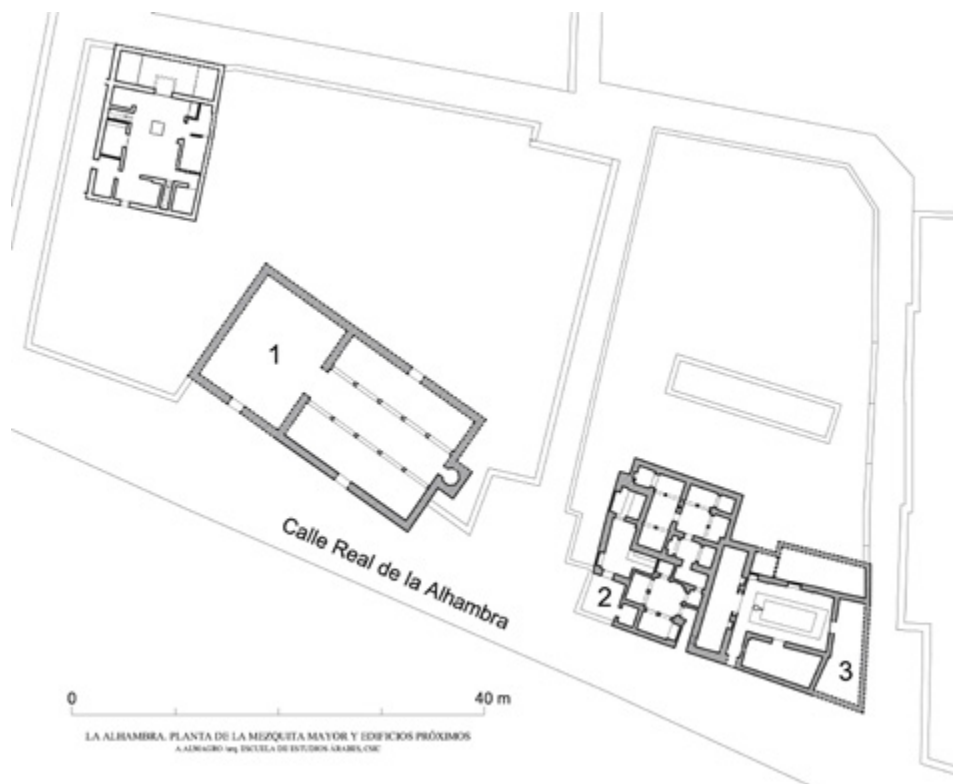 1
Calle Real de la Alhambra
2
3
0 40 m
LA ALHAMBRA. PLANTA DE LA MEZQUITA MAYOR Y EDIFICIOS PRÓXIMOS
A. ALMAGRO arq. ESCUELA DE ESTUDIOS ÁRABES, CSIC